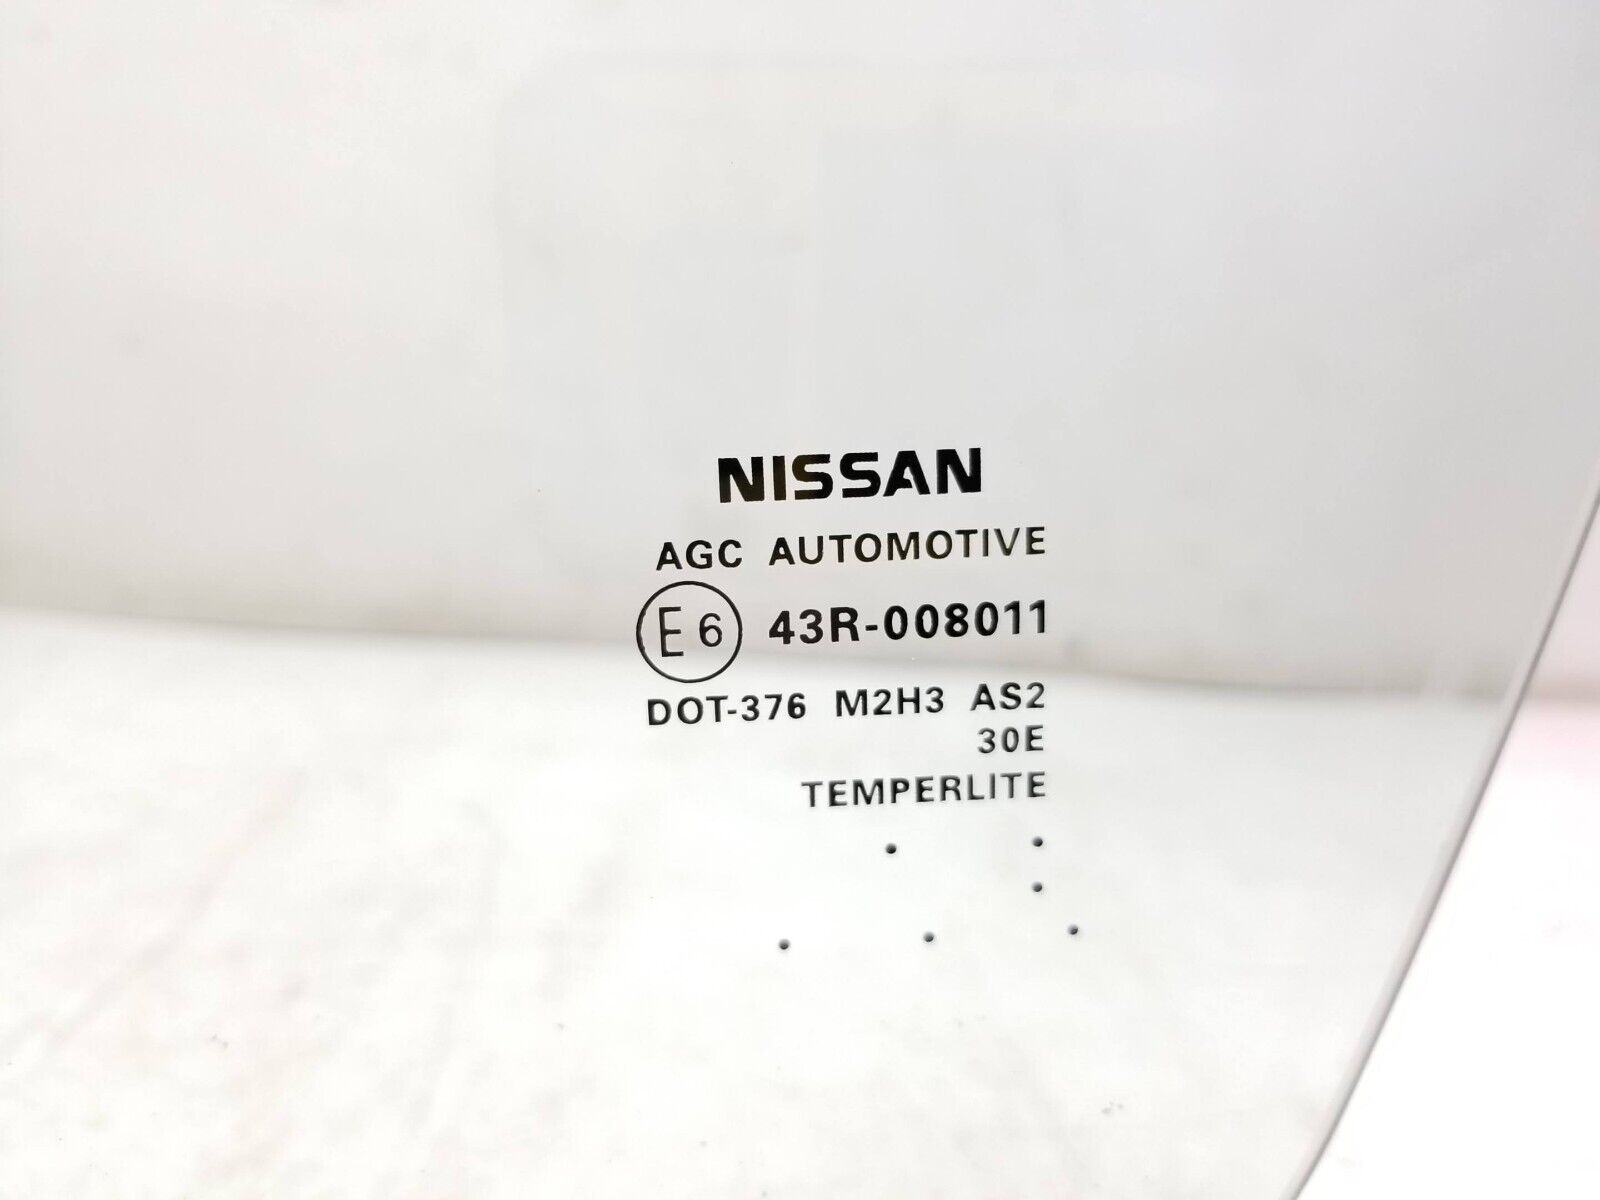 NISSAN
AGC AUTOMOTIVE
E6 43R-008011
DOT-376 M2H3 AS2
30E
TEMPERLITE